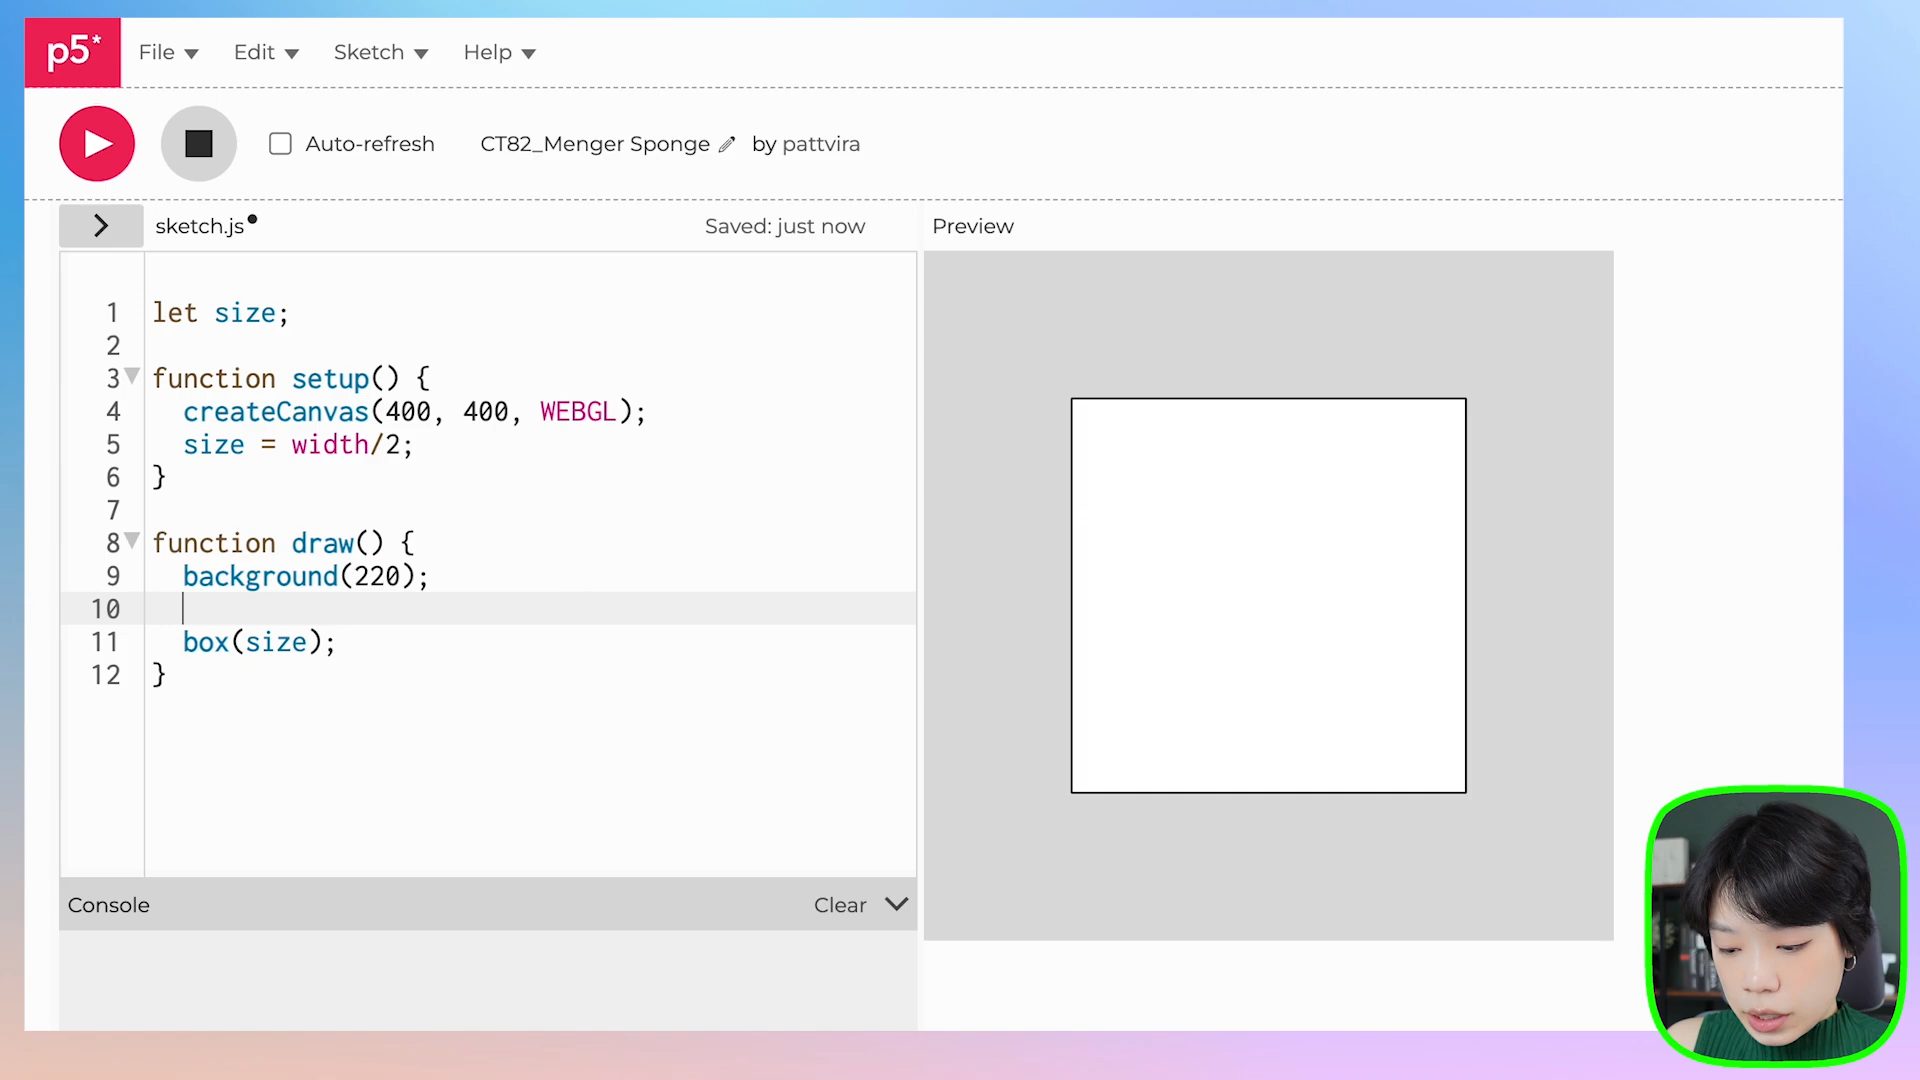 p5* File Edit Sketch Help
Auto-refresh CT82_Menger Sponge by pattvira
sketch.js Saved: just now Preview
1 let size;
2
3 function setup() {
4 createCanvas(400, 400, WEBGL);
5 size = width/2;
6 }
7
8 function draw() {
9 background(220);
10
11 box(size);
12 }
Console Clear